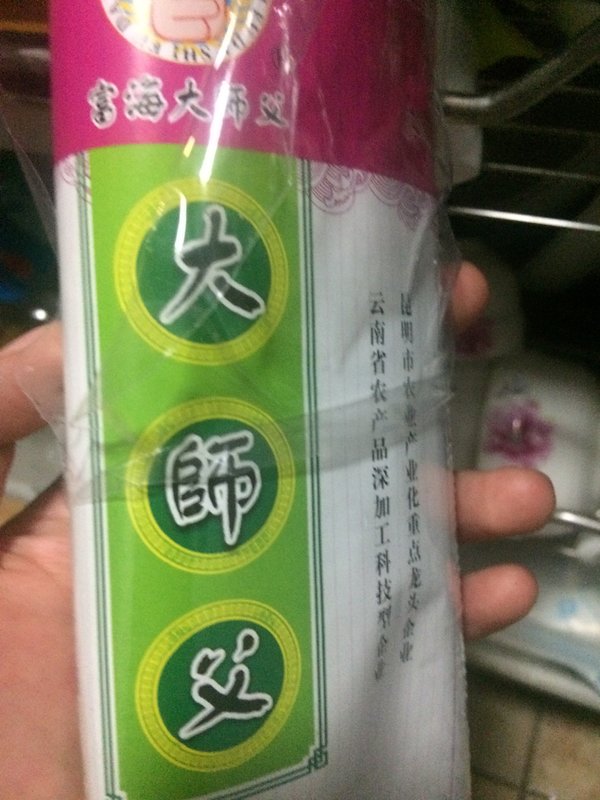 富海大师父
大
師
父
昆明市农业产业化重点龙头企业
云南省农产品深加工科技型企业